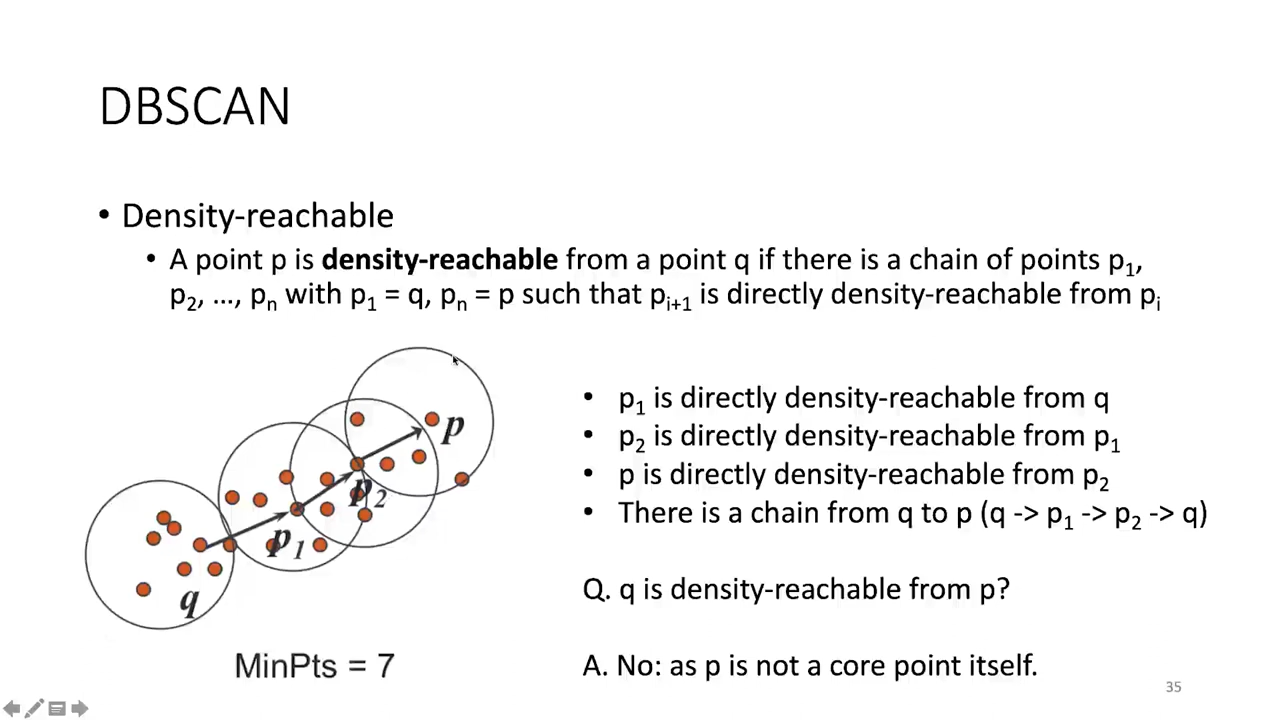 DBSCAN
• Density-reachable
• A point p is density-reachable from a point q if there is a chain of points p₁,
p₂, …, pₙ with p₁ = q, pₙ = p such that pᵢ₊₁ is directly density-reachable from pᵢ
p
p₂
p₁
q
MinPts = 7
• p₁ is directly density-reachable from q
• p₂ is directly density-reachable from p₁
• p is directly density-reachable from p₂
• There is a chain from q to p (q -> p₁ -> p₂ -> q)
Q. q is density-reachable from p?
A. No: as p is not a core point itself.
35